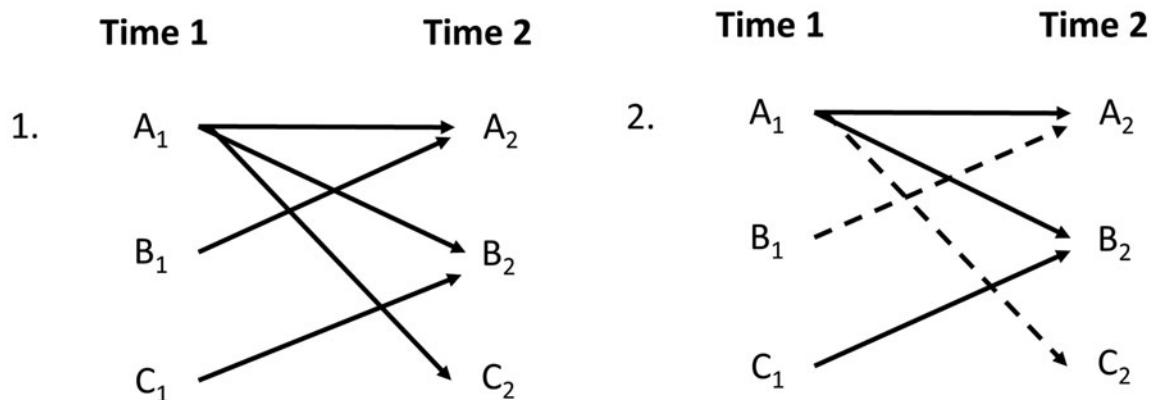 Time 1 Time 2
1. A₁ A₂
B₁ B₂
C₁ C₂
Time 1 Time 2
2. A₁ A₂
B₁ B₂
C₁ C₂